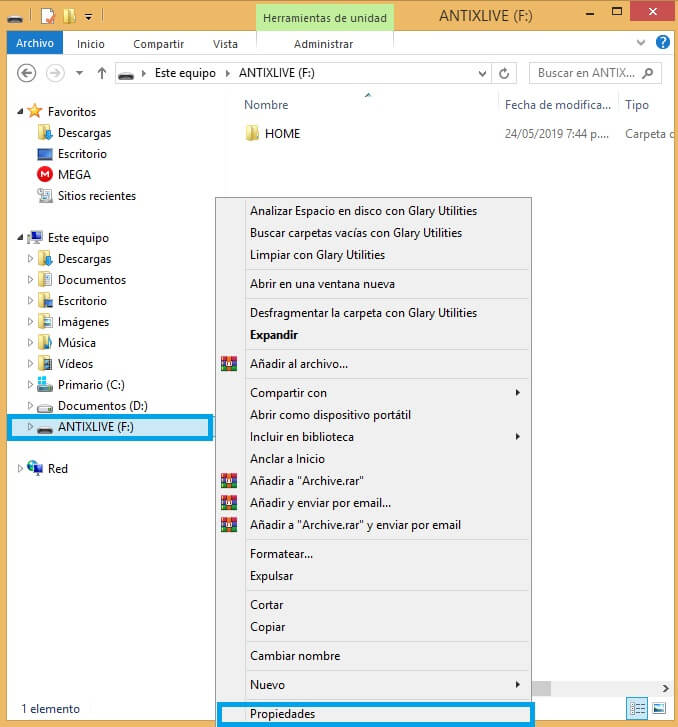 Herramientas de unidad
ANTIXLIVE (F:)
Archivo
Inicio
Compartir
Vista
Administrar
Este equipo
ANTIXLIVE (F:)
Buscar en ANTIX...
Nombre
Fecha de modifica...
Tipo
HOME
24/05/2019 7:44 p....
Carpeta
Favoritos
Descargas
Escritorio
MEGA
Sitios recientes
Este equipo
Descargas
Documentos
Escritorio
Imágenes
Música
Vídeos
Primario (C:)
Documentos (D:)
ANTIXLIVE (F:)
Red
Analizar Espacio en disco con Glary Utilities
Buscar carpetas vacías con Glary Utilities
Limpiar con Glary Utilities
Abrir en una ventana nueva
Desfragmentar la carpeta con Glary Utilities
Expandir
Añadir al archivo...
Compartir con
Abrir como dispositivo portátil
Incluir en biblioteca
Anclar a Inicio
Añadir a "Archive.rar"
Añadir y enviar por email...
Añadir a "Archive.rar" y enviar por email
Formatear...
Expulsar
Cortar
Copiar
Cambiar nombre
Nuevo
Propiedades
1 elemento